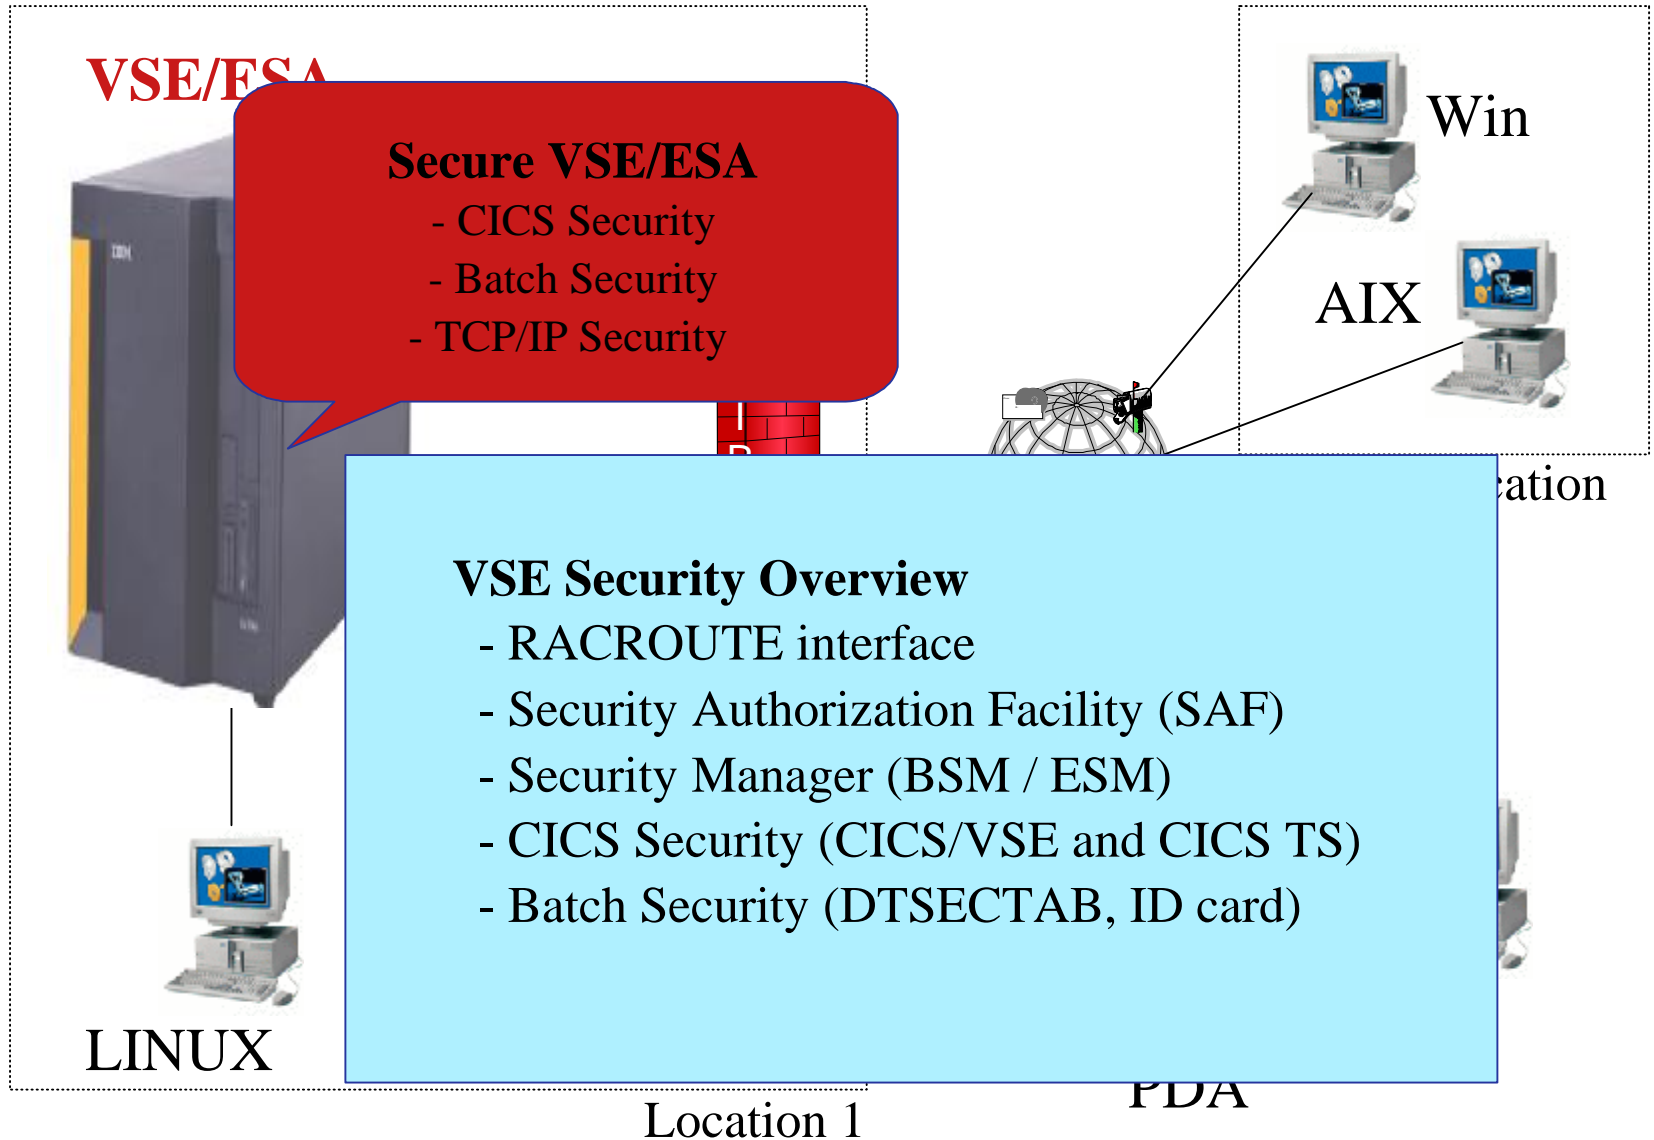 VSE/ESA
Secure VSE/ESA
- CICS Security
- Batch Security
- TCP/IP Security
IBM
Win
AIX
I
VSE Security Overview
- RACROUTE interface
- Security Authorization Facility (SAF)
- Security Manager (BSM / ESM)
- CICS Security (CICS/VSE and CICS TS)
- Batch Security (DTSECTAB, ID card)
LINUX
PDA
Location 1